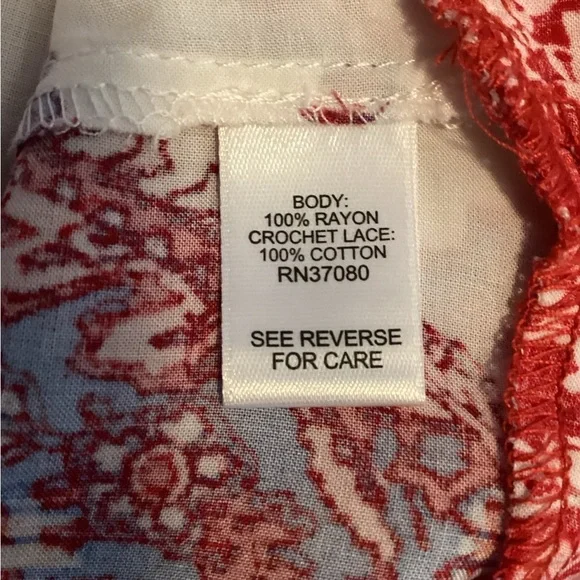 BODY:
100% RAYON
CROCHET LACE:
100% COTTON
RN37080
SEE REVERSE
FOR CARE